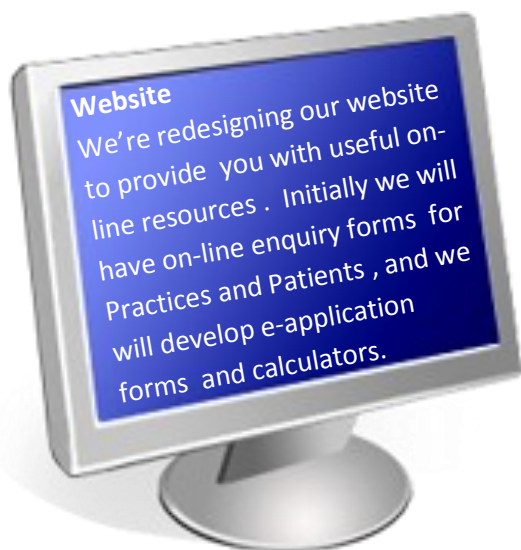 Website
We’re redesigning our website
to provide  you with useful on-
line resources .  Initially we will
have on-line enquiry forms  for
Practices and Patients , and we
will develop e-application
forms  and calculators.